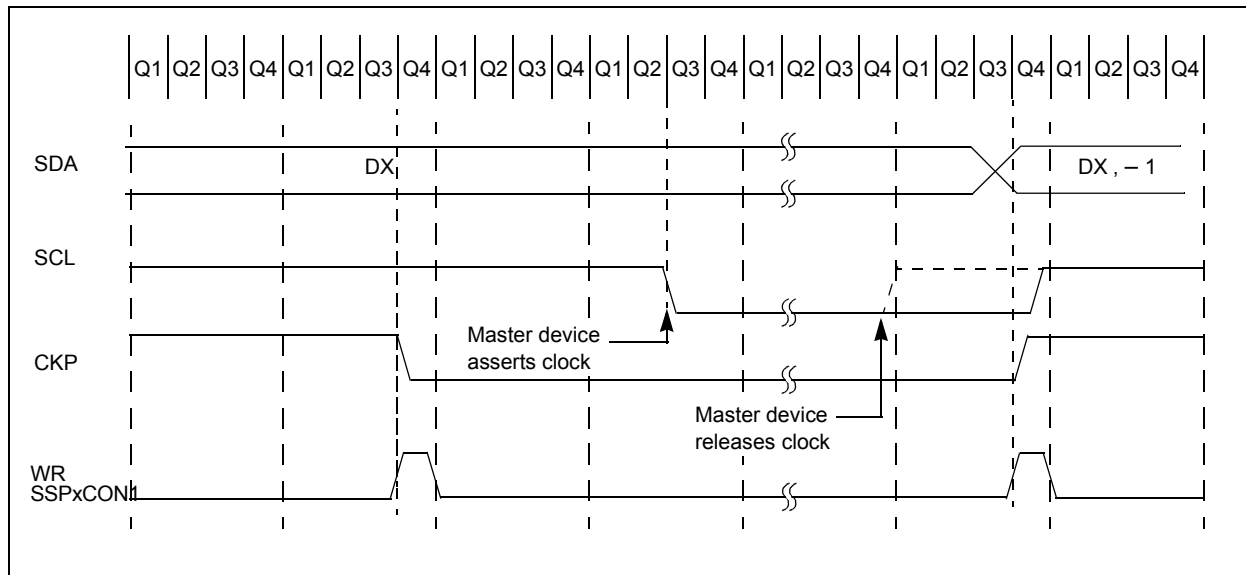 Q1 Q2 Q3 Q4 Q1 Q2 Q3 Q4 Q1 Q2 Q3 Q4 Q1 Q2 Q3 Q4 Q1 Q2 Q3 Q4 Q1 Q2 Q3 Q4 Q1 Q2 Q3 Q4
SDA
DX
DX , – 1
SCL
Master device
asserts clock
CKP
Master device
releases clock
WR
SSPxCON1